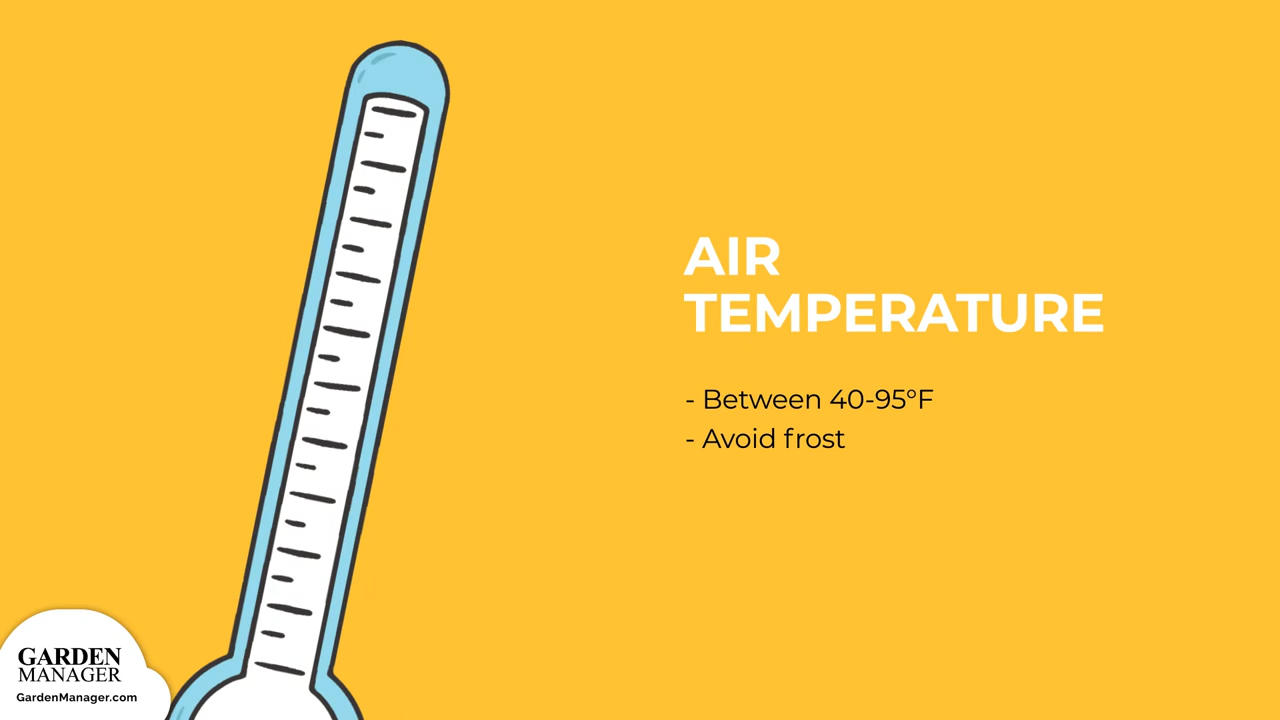 AIR
TEMPERATURE
- Between 40-95°F
- Avoid frost
GARDEN
MANAGER
GardenManager.com